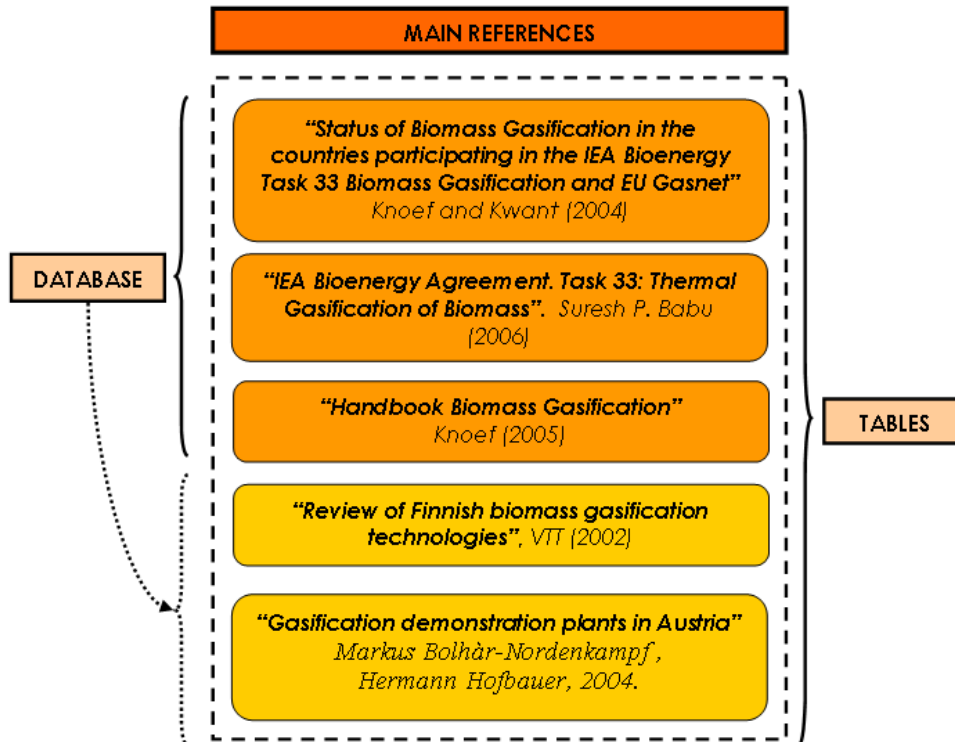 MAIN REFERENCES
“Status of Biomass Gasification in the
countries participating in the IEA Bioenergy
Task 33 Biomass Gasification and EU Gasnet”
Knoef and Kwant (2004)
DATABASE
“IEA Bioenergy Agreement. Task 33: Thermal
Gasification of Biomass”. Suresh P. Babu
(2006)
“Handbook Biomass Gasification”
Knoef (2005)
TABLES
“Review of Finnish biomass gasification
technologies”, VTT (2002)
“Gasification demonstration plants in Austria”
Markus Bolhàr-Nordenkampf ,
Hermann Hofbauer, 2004.